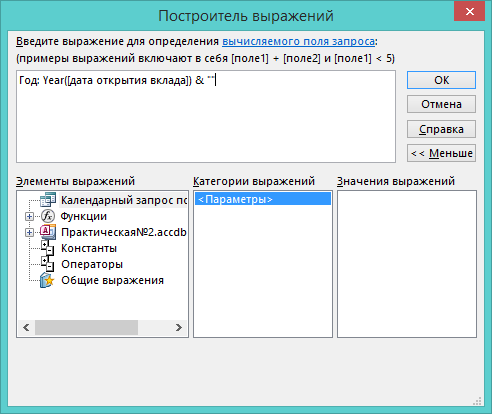 Построитель выражений
Введите выражение для определения вычисляемого поля запроса:
(примеры выражений включают в себя [поле1] + [поле2] и [поле1] < 5)
Год: Year([дата открытия вклада]) & ""
ОК
Отмена
Справка
<< Меньше
Элементы выражений
Календарный запрос по
Функции
Практическая№2.accdb
Константы
Операторы
Общие выражения
Категории выражений
<Параметры>
Значения выражений